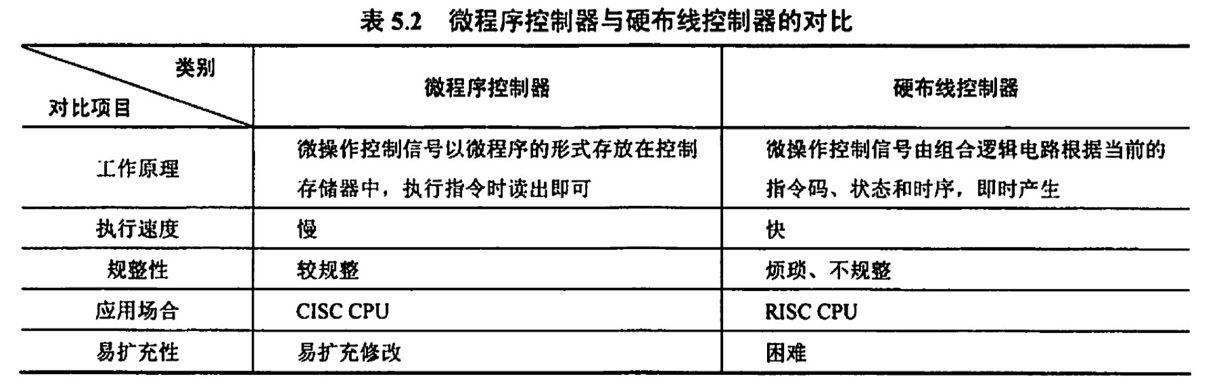 表 5.2 微程序控制器与硬布线控制器的对比
类别
对比项目
微程序控制器
硬布线控制器
工作原理
微操作控制信号以微程序的形式存放在控制
存储器中，执行指令时读出即可
微操作控制信号由组合逻辑电路根据当前的
指令码、状态和时序，即时产生
执行速度
慢
快
规整性
较规整
烦琐、不规整
应用场合
CISC CPU
RISC CPU
易扩充性
易扩充修改
困难